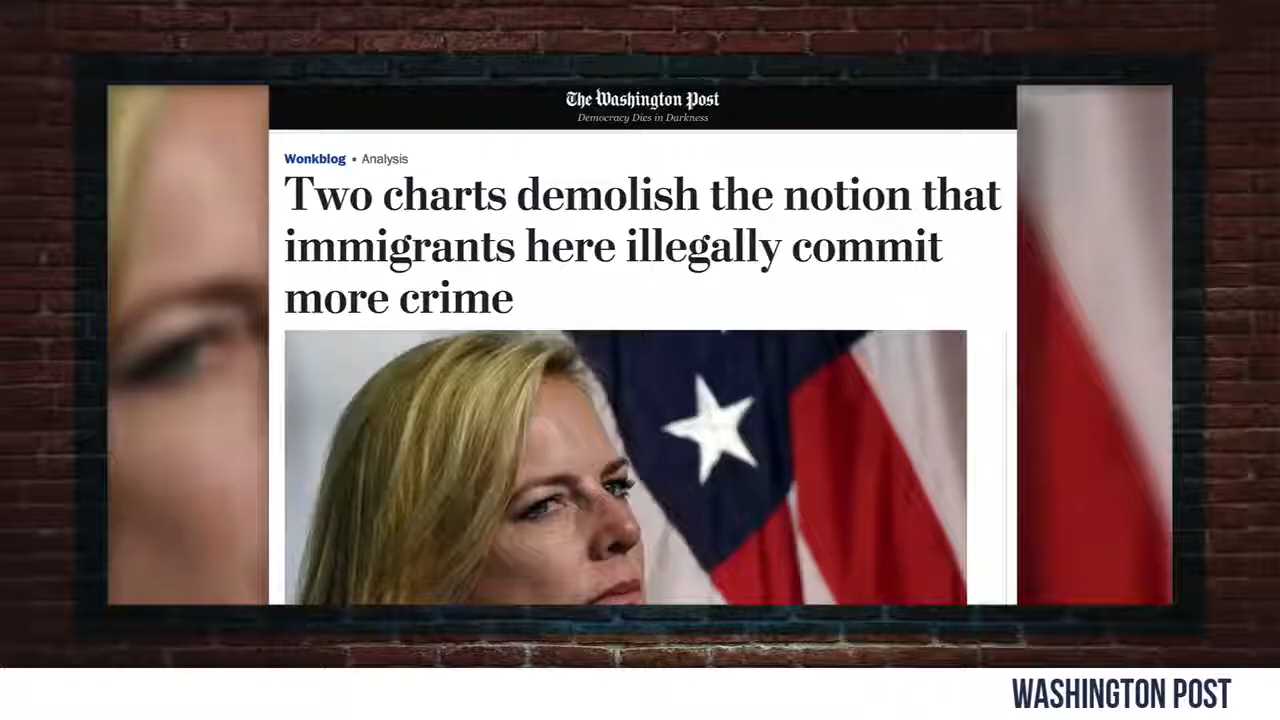 The Washington Post
Democracy Dies in Darkness
Wonkblog • Analysis
Two charts demolish the notion that
immigrants here illegally commit
more crime
WASHINGTON POST